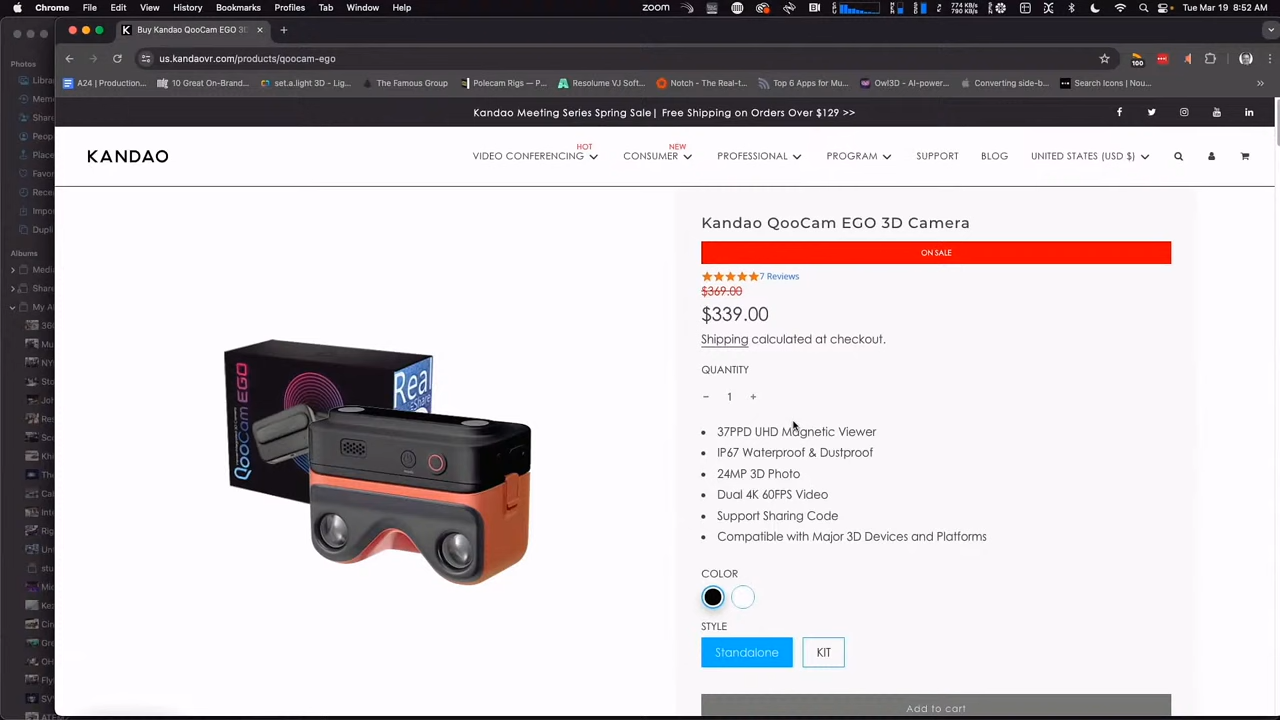 Chrome File Edit View History Bookmarks Profiles Tab Window Help zoom Tue Mar 19 8:52 AM
Buy Kandao QooCam EGO 3D
us.kandaovr.com/products/qoocam-ego
A24 | Production... 10 Great On-Brand... set.a.light 3D - Lig... The Famous Group Polecam Rigs — P... Resolume VJ Soft... Notch - The Real-t... Top 6 Apps for Mu... Owl3D - AI-power... Converting side-b... Search Icons | Nou...
Photos
Kandao Meeting Series Spring Sale| Free Shipping on Orders Over $129 >>
HOT
NEW
KANDAO VIDEO CONFERENCING CONSUMER PROFESSIONAL PROGRAM SUPPORT BLOG UNITED STATES (USD $)
Albums
Kandao QooCam EGO 3D Camera
ON SALE
7 Reviews
$369.00
$339.00
Shipping calculated at checkout.
QUANTITY
− 1 +
37PPD UHD Magnetic Viewer
IP67 Waterproof & Dustproof
24MP 3D Photo
Dual 4K 60FPS Video
Support Sharing Code
Compatible with Major 3D Devices and Platforms
COLOR
STYLE
Standalone KIT
Add to cart
QooCam EGO
Real